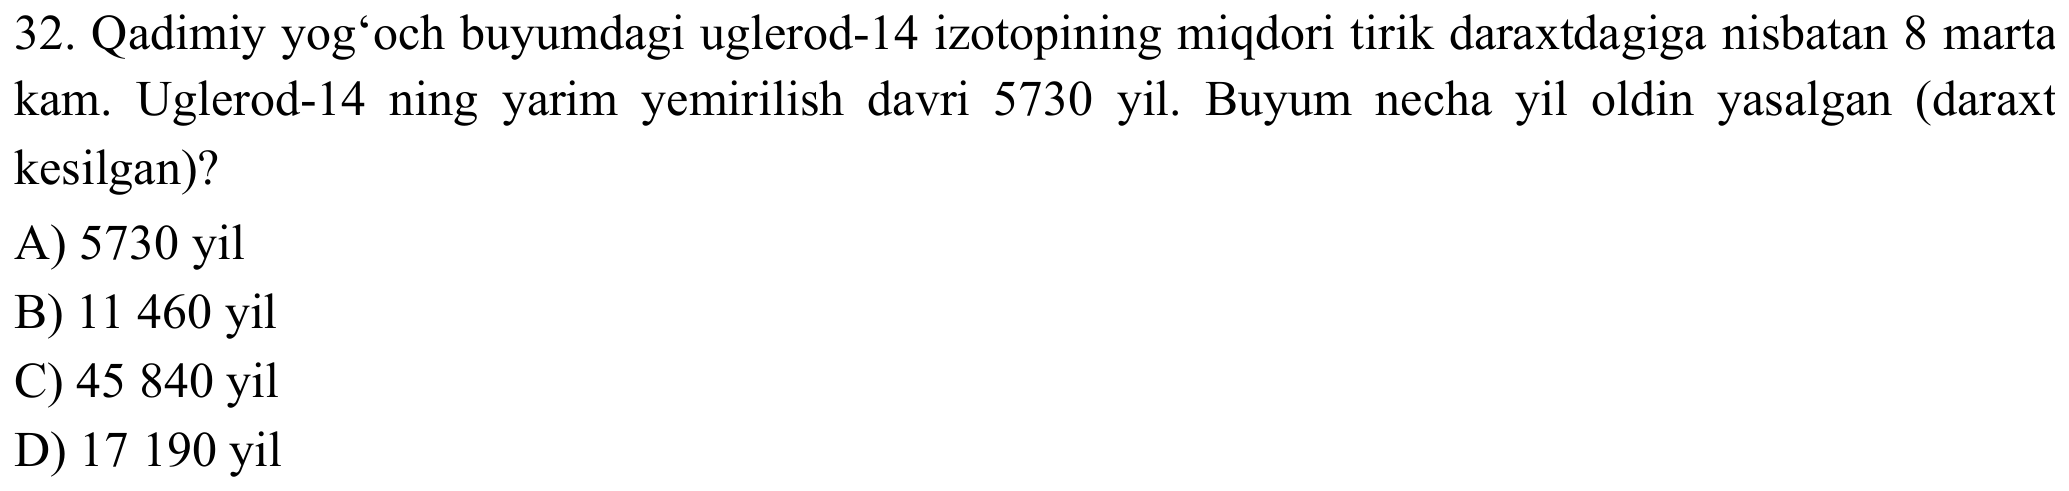 32. Qadimiy yog‘och buyumdagi uglerod-14 izotopining miqdori tirik daraxtdagiga nisbatan 8 marta
kam. Uglerod-14 ning yarim yemirilish davri 5730 yil. Buyum necha yil oldin yasalgan (daraxt
kesilgan)?
A) 5730 yil
B) 11 460 yil
C) 45 840 yil
D) 17 190 yil